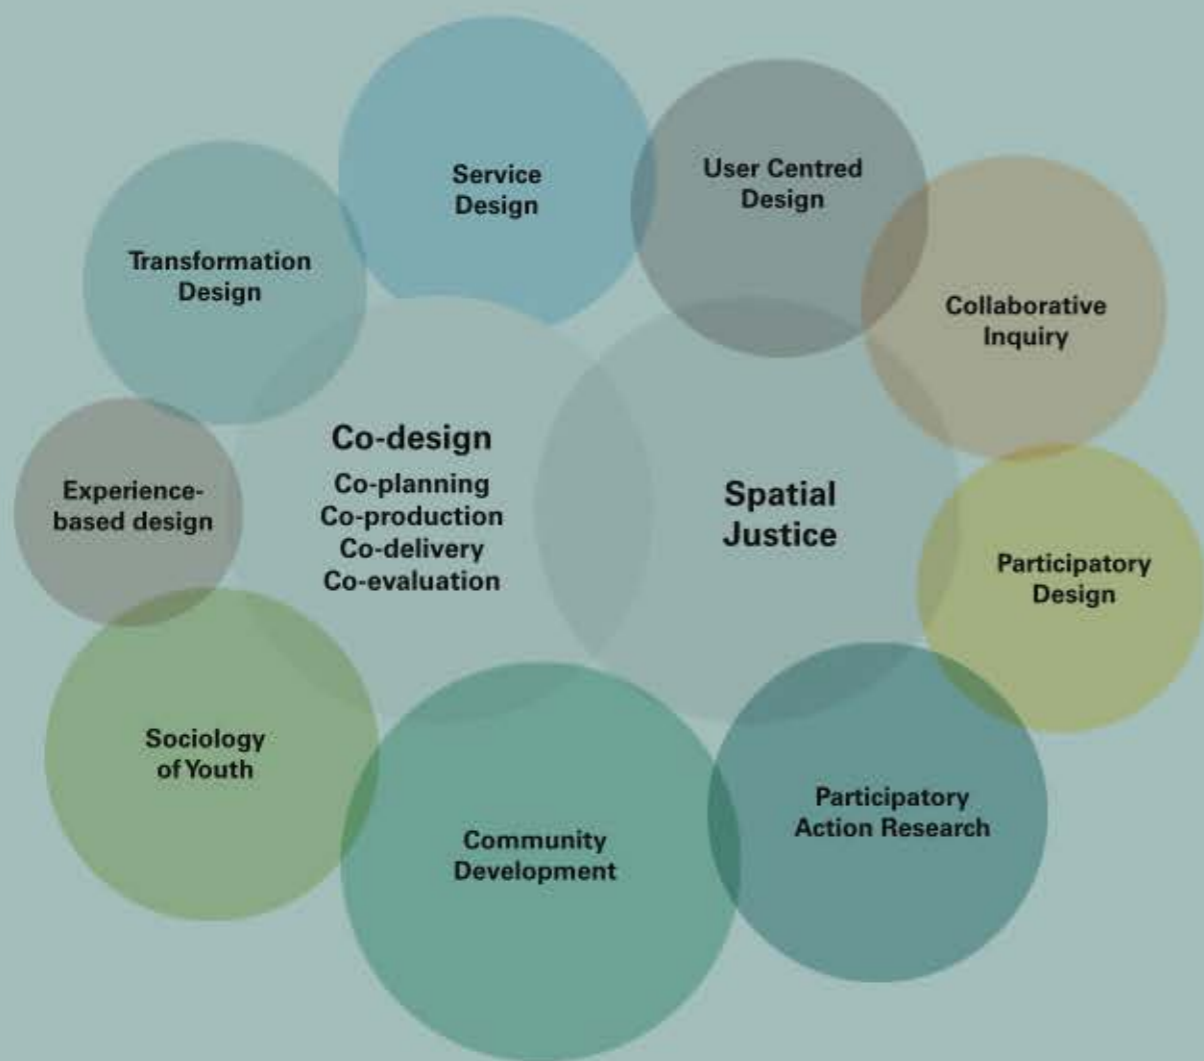 Service
Design
User Centred
Design
Transformation
Design
Collaborative
Inquiry
Co-design
Co-planning
Co-production
Co-delivery
Co-evaluation
Spatial
Justice
Experience-
based design
Participatory
Design
Sociology
of Youth
Community
Development
Participatory
Action Research